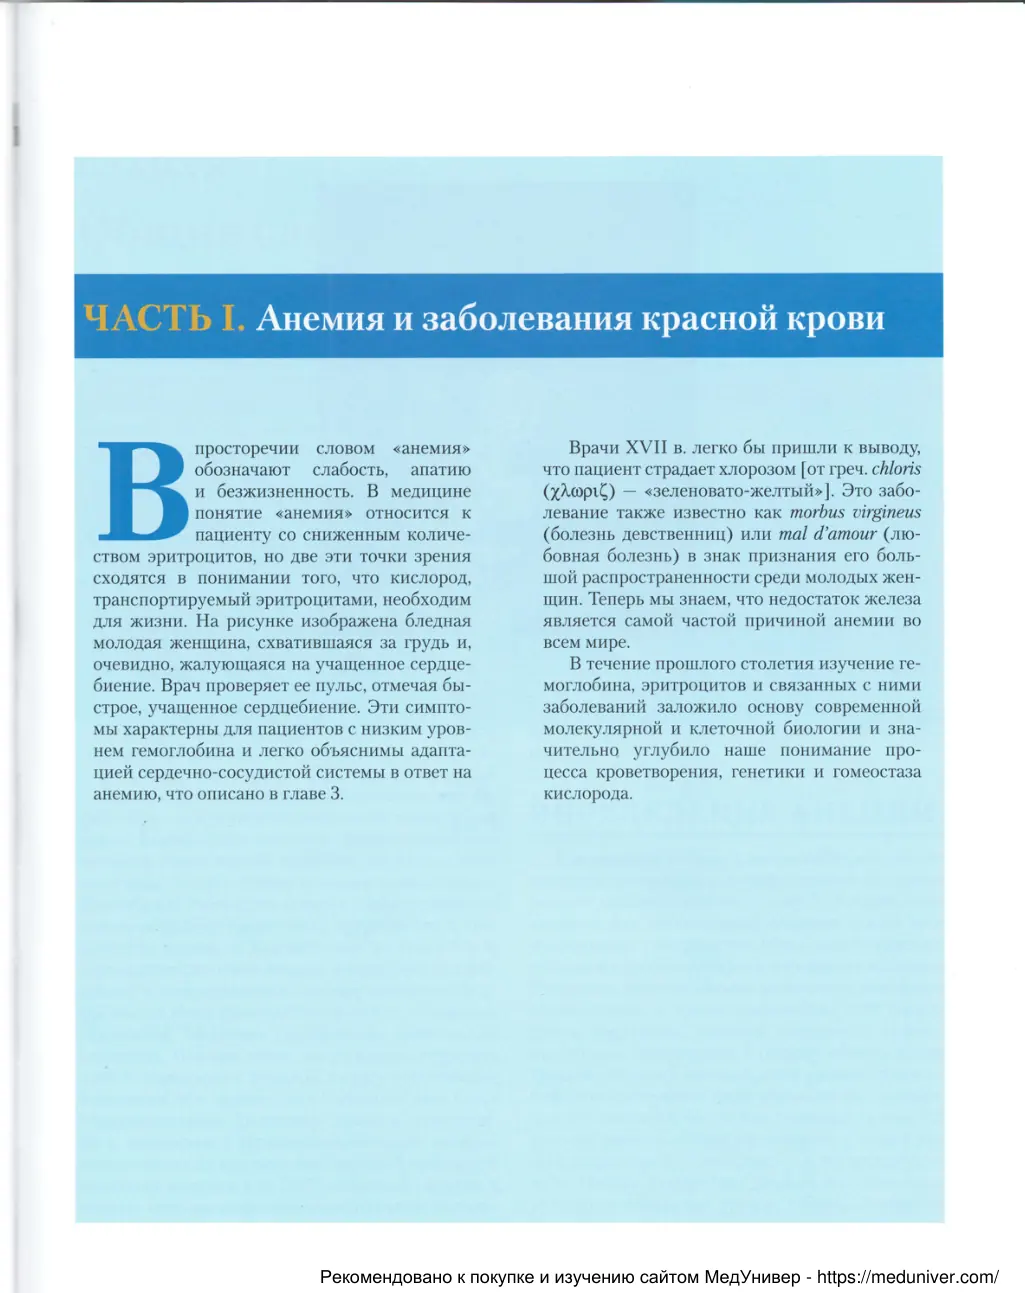 ЧАСТЬ I. Анемия и заболевания красной крови
В просторечии словом «анемия»
обозначают слабость, апатию
и безжизненность. В медицине
понятие «анемия» относится к
пациенту со сниженным количе-
ством эритроцитов, но две эти точки зрения
сходятся в понимании того, что кислород,
транспортируемый эритроцитами, необходим
для жизни. На рисунке изображена бледная
молодая женщина, схватившаяся за грудь и,
очевидно, жалующаяся на учащенное сердце-
биение. Врач проверяет ее пульс, отмечая бы-
строе, учащенное сердцебиение. Эти симпто-
мы характерны для пациентов с низким уров-
нем гемоглобина и легко объяснимы адапта-
цией сердечно-сосудистой системы в ответ на
анемию, что описано в главе 3.
Врачи XVII в. легко бы пришли к выводу,
что пациент страдает хлорозом [от греч. chloris
(χλωριζ) — «зеленовато-желтый»]. Это забо-
левание также известно как morbus virgineus
(болезнь девственниц) или mal d’amour (лю-
бовная болезнь) в знак признания его боль-
шой распространенности среди молодых жен-
щин. Теперь мы знаем, что недостаток железа
является самой частой причиной анемии во
всем мире.
В течение прошлого столетия изучение ге-
моглобина, эритроцитов и связанных с ними
заболеваний заложило основу современной
молекулярной и клеточной биологии и зна-
чительно углубило наше понимание про-
цесса кроветворения, генетики и гомеостаза
кислорода.
Рекомендовано к покупке и изучению сайтом МедУнивер - https://meduniver.com/